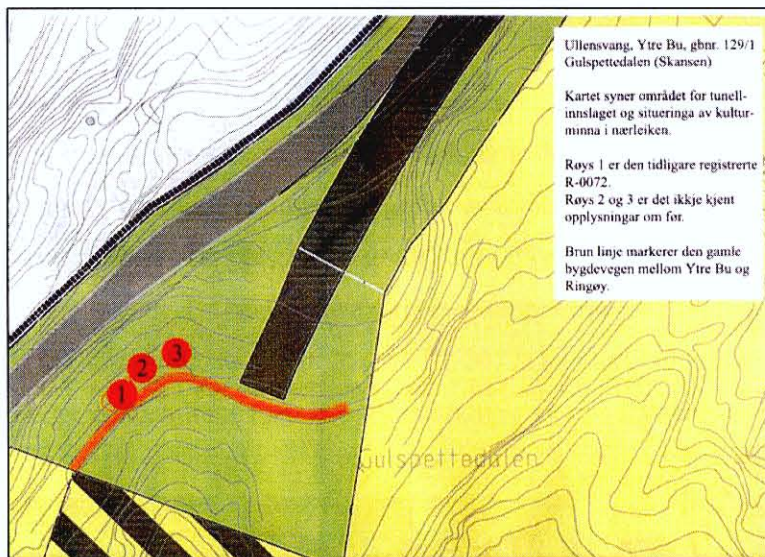 Ullensvang, Ytre Bu, gbnr. 129/1
Gulspettedalen (Skansen)
Kartet syner området for tunell-
innslaget og situeringa av kultur-
minna i nærleiken.
Røys 1 er den tidligare registrerte
R-0072.
Røys 2 og 3 er det ikkje kjent
opplysningar om før.
Brun linje markerer den gamle
bygdevegen mellom Ytre Bu og
Ringøy.
3
2
1
Gulspettedalen